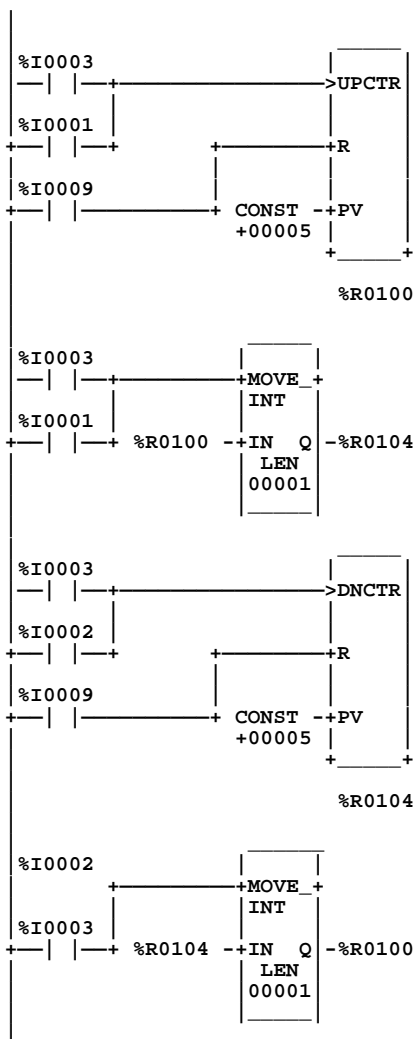 %I0003
>UPCTR
%I0001
R
%I0009
CONST PV
+00005
%R0100
%I0003
MOVE_
INT
%I0001
%R0100 IN Q %R0104
LEN
00001
%I0003
>DNCTR
%I0002
R
%I0009
CONST PV
+00005
%R0104
%I0002
MOVE_
INT
%I0003
%R0104 IN Q %R0100
LEN
00001